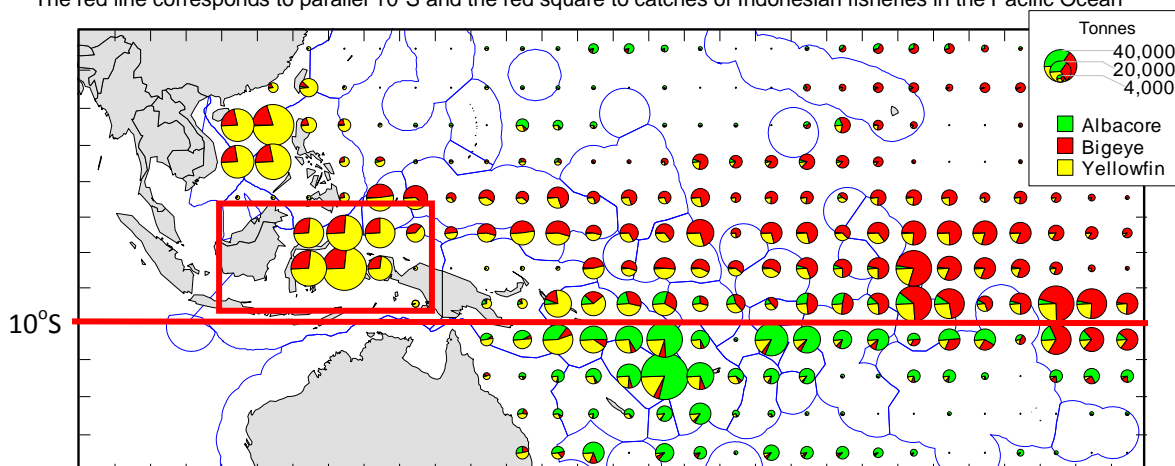 The red line corresponds to parallel 10°S and the red square to catches of Indonesian fisheries in the Pacific Ocean
Tonnes
40,000
20,000
4,000
Albacore
Bigeye
Yellowfin
10°S